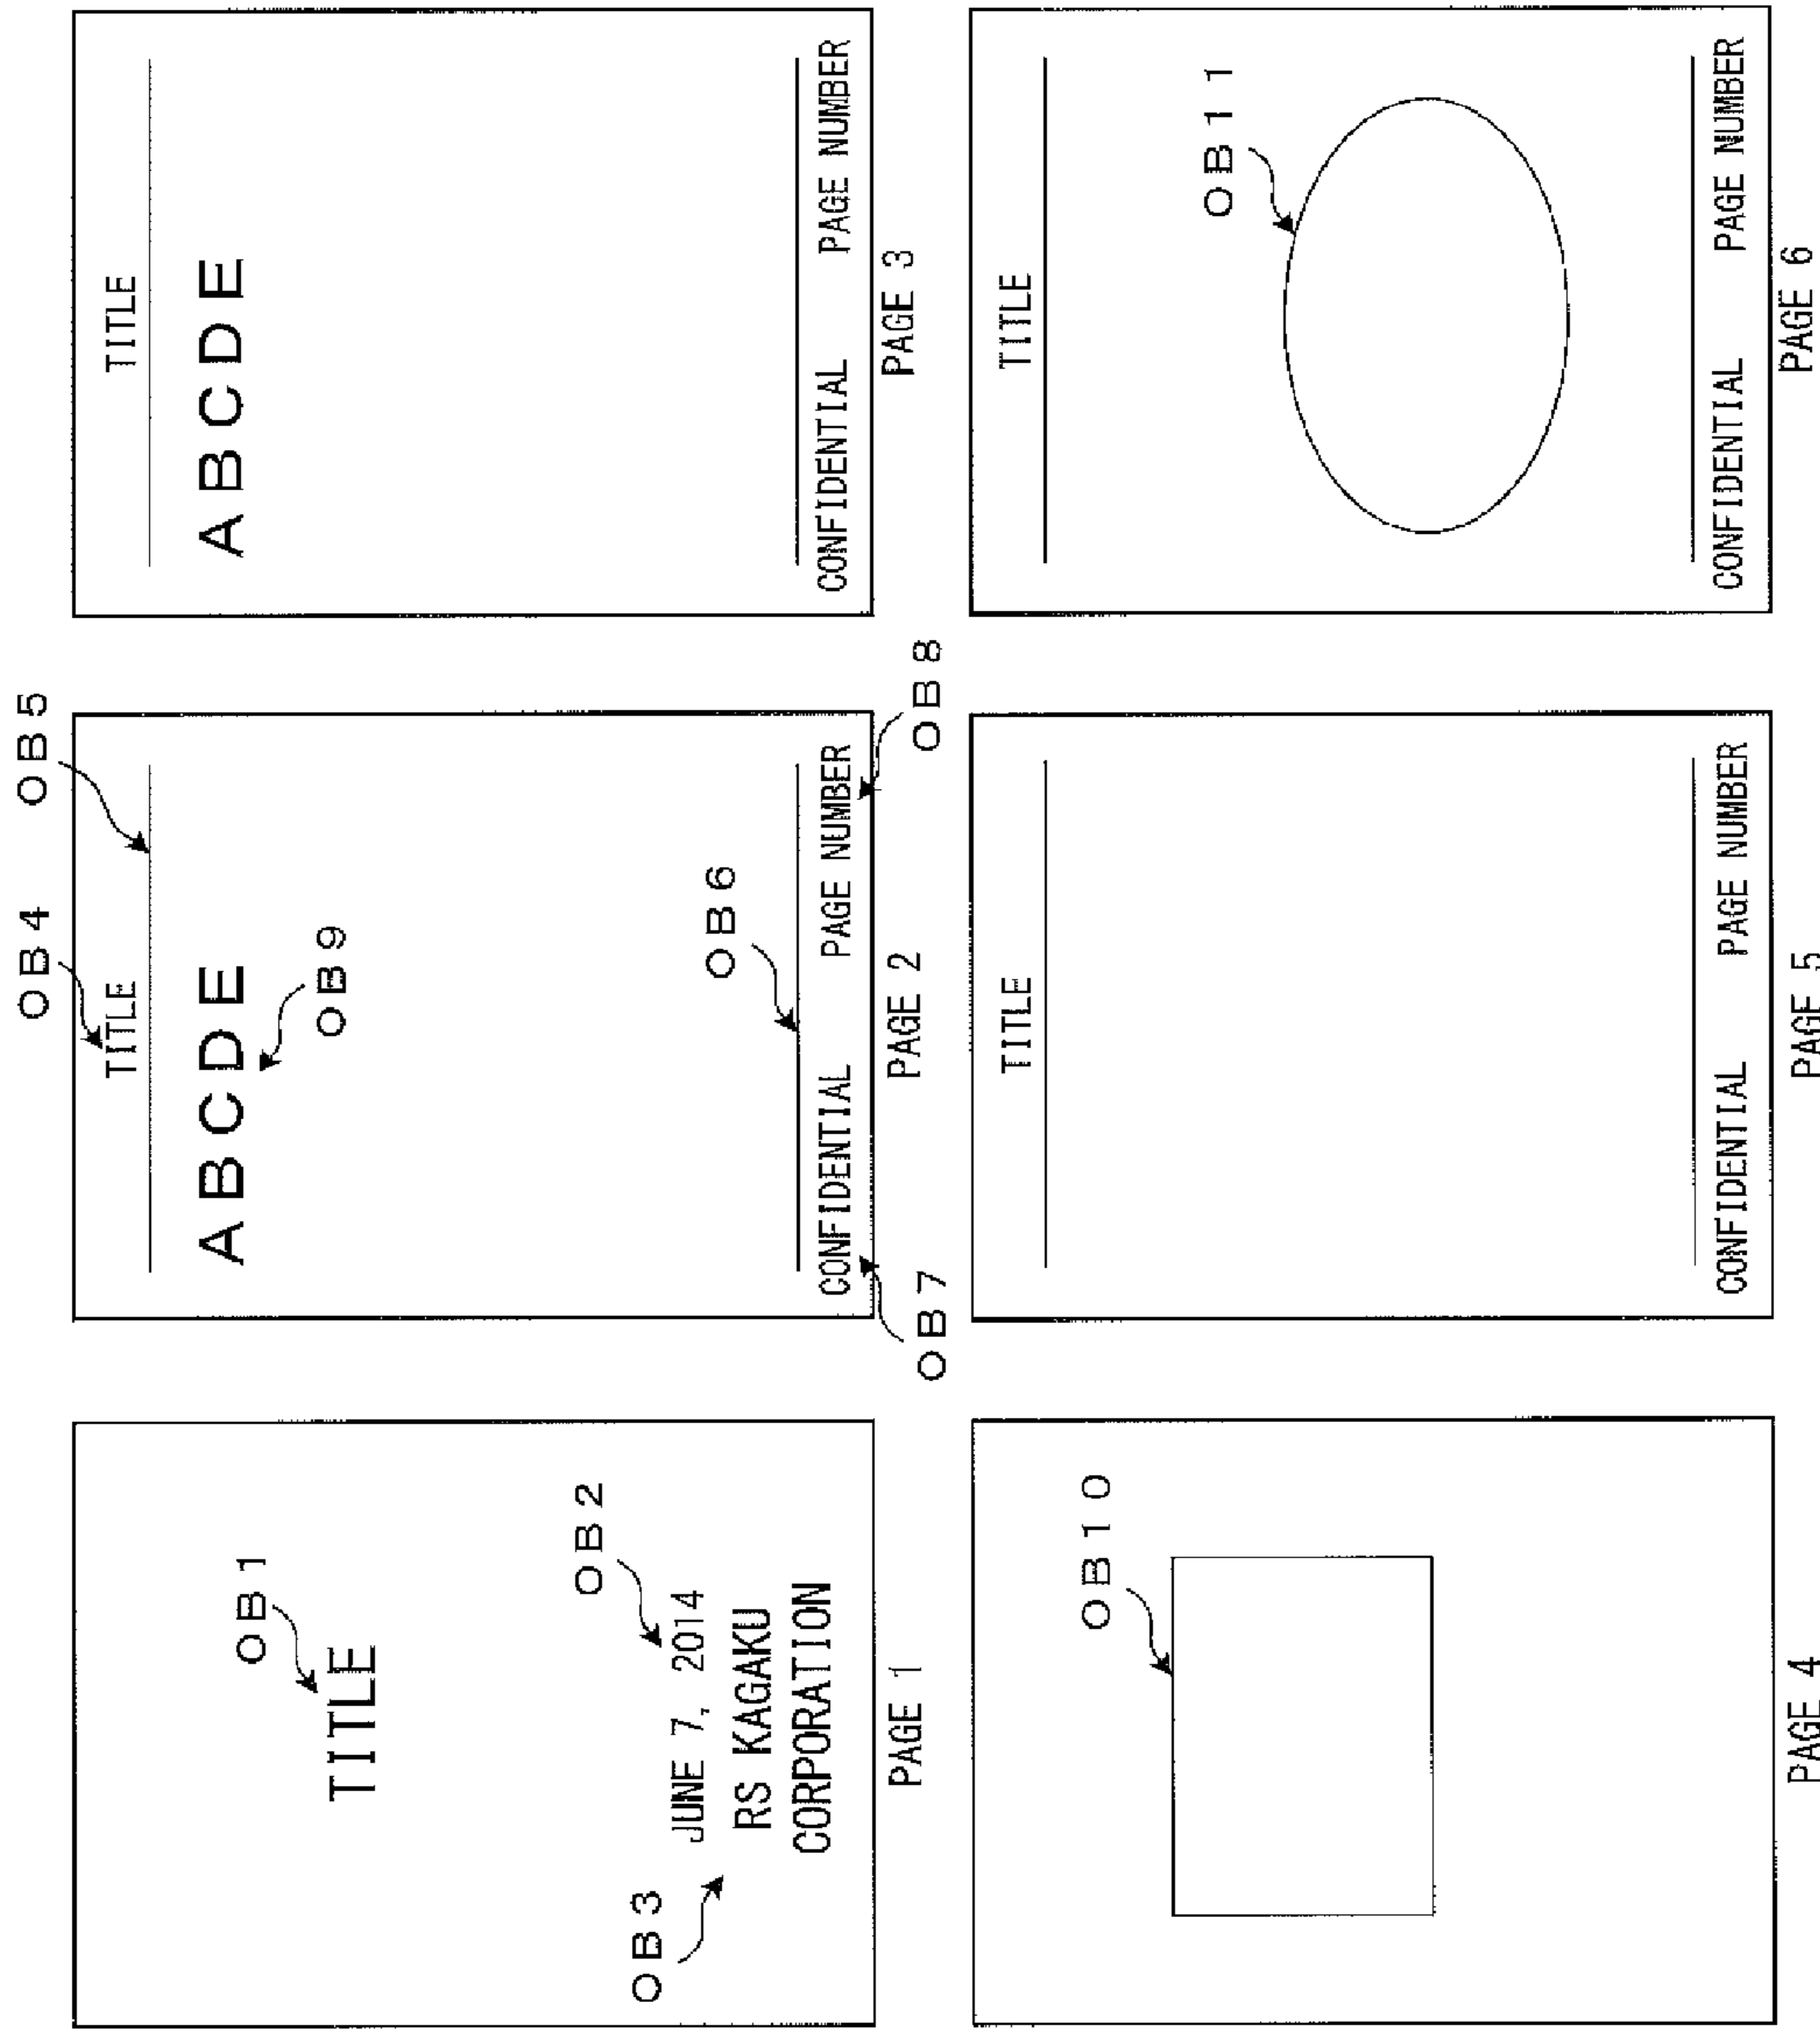 OB1
TITLE
OB2
JUNE 7, 2014
OB3
RS KAGAKU
CORPORATION
PAGE 1
OB4
OB5
TITLE
ABCDE
OB9
OB6
CONFIDENTIAL PAGE NUMBER
OB7
OB8
PAGE 2
TITLE
ABCDE
CONFIDENTIAL PAGE NUMBER
PAGE 3
OB10
PAGE 4
TITLE
CONFIDENTIAL PAGE NUMBER
PAGE 5
TITLE
OB11
CONFIDENTIAL PAGE NUMBER
PAGE 6